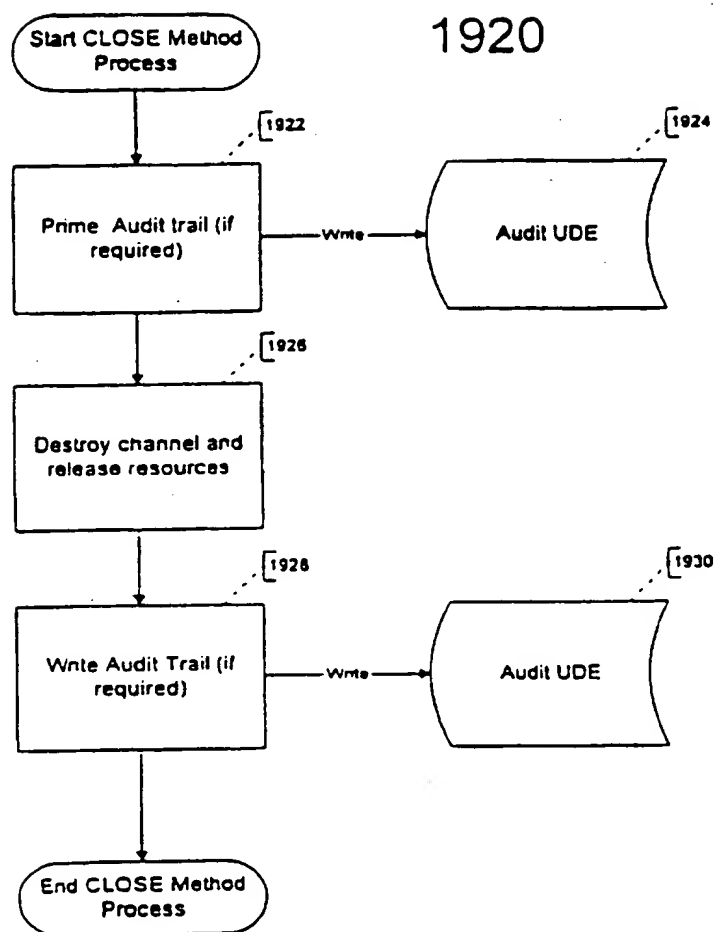 1920
Start CLOSE Method
Process
1922
1924
Prime Audit trail (if
required)
Write
Audit UDE
1926
Destroy channel and
release resources
1928
1930
Write Audit Trail (if
required)
Write
Audit UDE
End CLOSE Method
Process